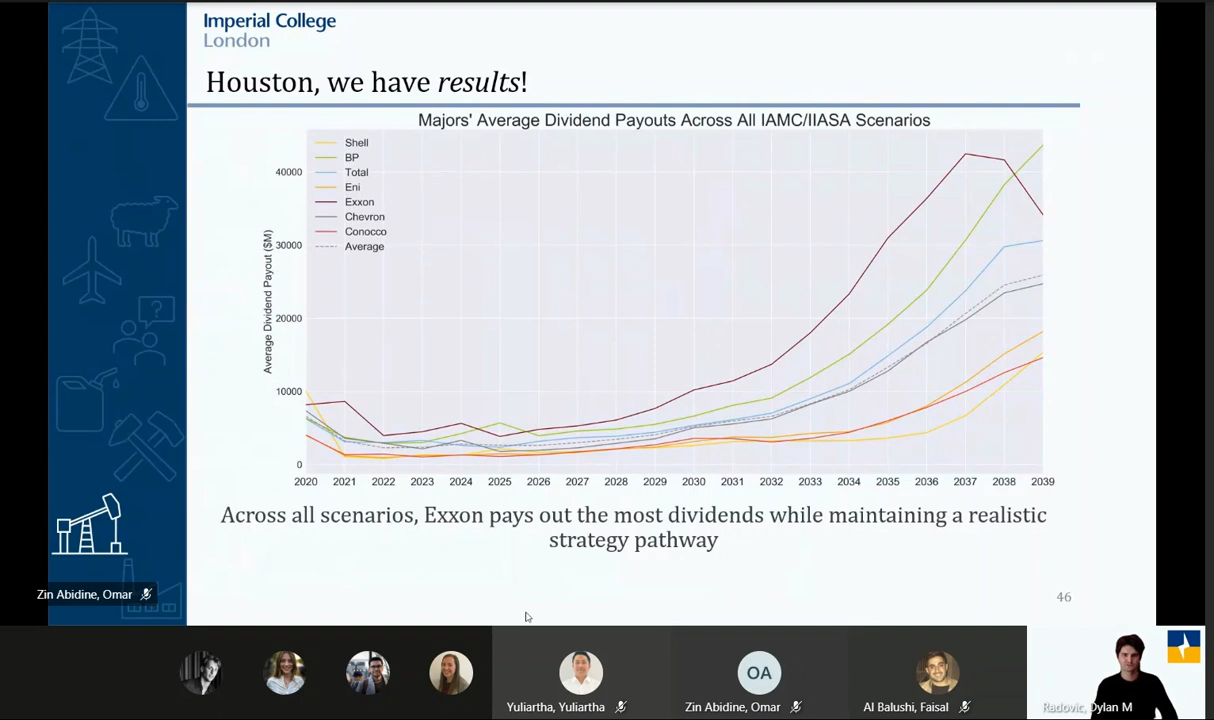 Imperial College
London
Houston, we have results!
Majors' Average Dividend Payouts Across All IAMC/IIASA Scenarios
Shell
BP
Total
Eni
Exxon
Chevron
Conocco
Average
Average Dividend Payout ($M)
40000
30000
20000
10000
0
2020 2021 2022 2023 2024 2025 2026 2027 2028 2029 2030 2031 2032 2033 2034 2035 2036 2037 2038 2039
Across all scenarios, Exxon pays out the most dividends while maintaining a realistic
strategy pathway
Zin Abidine, Omar
46
OA
Yuliartha, Yuliartha
Zin Abidine, Omar
Al Balushi, Faisal
Radovic, Dylan M